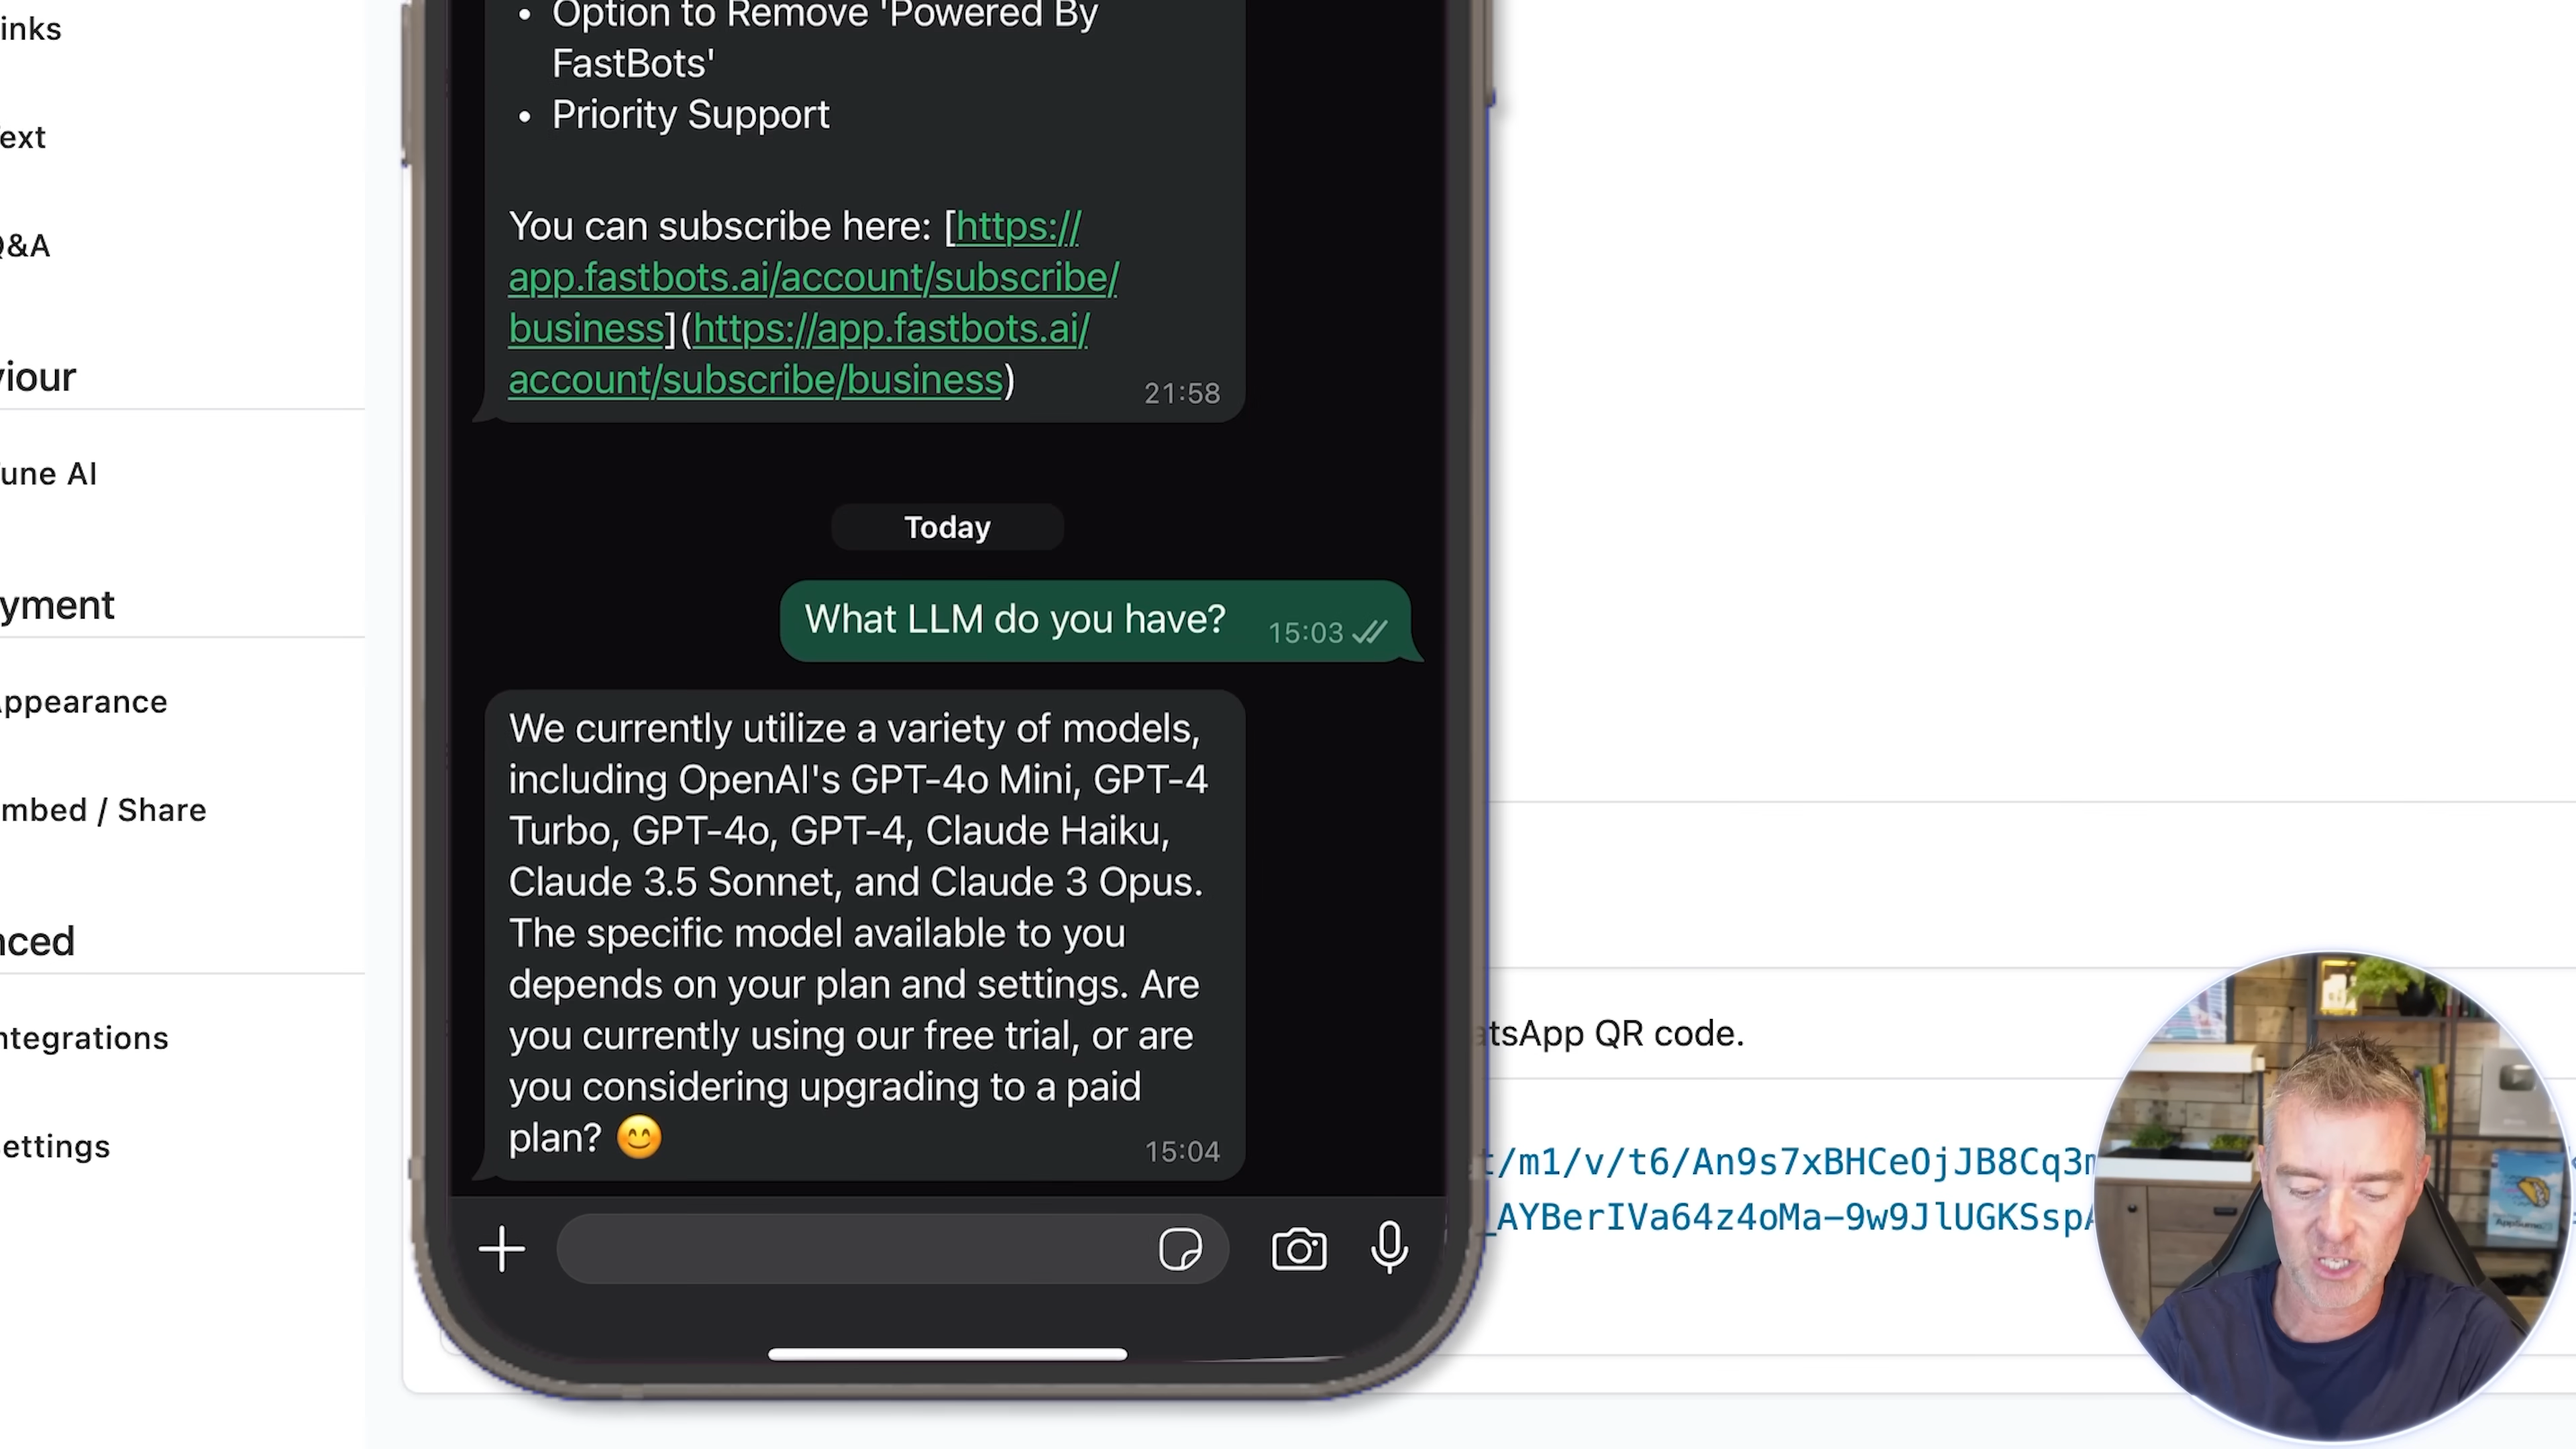 inks
ext
Q&A
viour
une AI
yment
Appearance
mbed / Share
nced
ntegrations
ettings
• Option to Remove 'Powered By
FastBots'
• Priority Support
You can subscribe here: [https://
app.fastbots.ai/account/subscribe/
business](https://app.fastbots.ai/
account/subscribe/business)
21:58
Today
What LLM do you have?
15:03
We currently utilize a variety of models,
including OpenAI's GPT-4o Mini, GPT-4
Turbo, GPT-4o, GPT-4, Claude Haiku,
Claude 3.5 Sonnet, and Claude 3 Opus.
The specific model available to you
depends on your plan and settings. Are
you currently using our free trial, or are
you considering upgrading to a paid
plan? 😊
15:04
atsApp QR code.
t/m1/v/t6/An9s7xBHCeOjJB8Cq3
_AYBerIVa64z4oMa-9w9JlUGKSsp